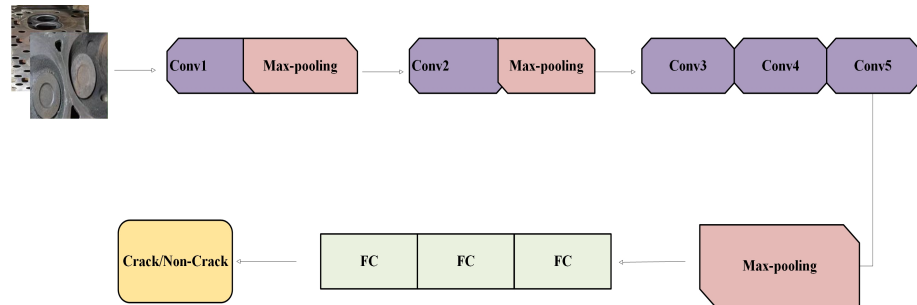 Conv1
Max-pooling
Conv2
Max-pooling
Conv3
Conv4
Conv5
Max-pooling
FC
FC
FC
Crack/Non-Crack